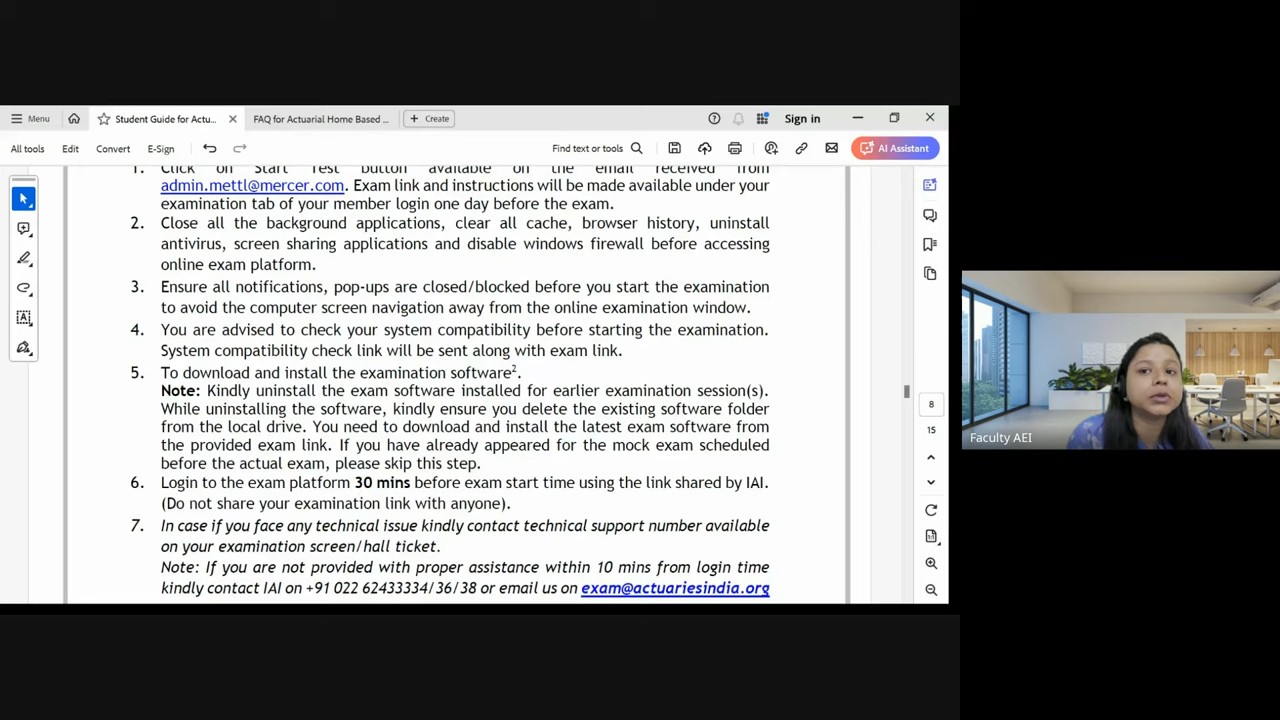 Menu
Student Guide for Actu...
FAQ for Actuarial Home Based ...
Create
Sign in
All tools
Edit
Convert
E-Sign
Find text or tools
AI Assistant
1. Click on Start Test button available on the email received from
admin.mettl@mercer.com. Exam link and instructions will be made available under your
examination tab of your member login one day before the exam.
2. Close all the background applications, clear all cache, browser history, uninstall
antivirus, screen sharing applications and disable windows firewall before accessing
online exam platform.
3. Ensure all notifications, pop-ups are closed/blocked before you start the examination
to avoid the computer screen navigation away from the online examination window.
4. You are advised to check your system compatibility before starting the examination.
System compatibility check link will be sent along with exam link.
5. To download and install the examination software².
Note: Kindly uninstall the exam software installed for earlier examination session(s).
While uninstalling the software, kindly ensure you delete the existing software folder
from the local drive. You need to download and install the latest exam software from
the provided exam link. If you have already appeared for the mock exam scheduled
before the actual exam, please skip this step.
6. Login to the exam platform 30 mins before exam start time using the link shared by IAI.
(Do not share your examination link with anyone).
7. In case if you face any technical issue kindly contact technical support number available
on your examination screen/hall ticket.
Note: If you are not provided with proper assistance within 10 mins from login time
kindly contact IAI on +91 022 62433334/36/38 or email us on exam@actuariesindia.org
8
15
Faculty AEI